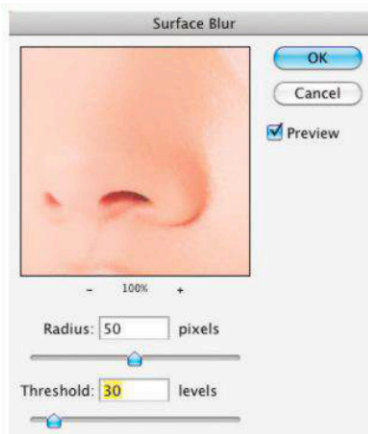 Surface Blur
OK
Cancel
Preview
- 100% +
Radius: 50 pixels
Threshold: 30 levels